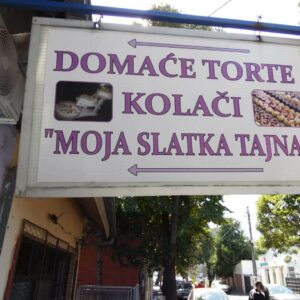 DOMAĆE TORTE
KOLAČI
"MOJA SLATKA TAJNA